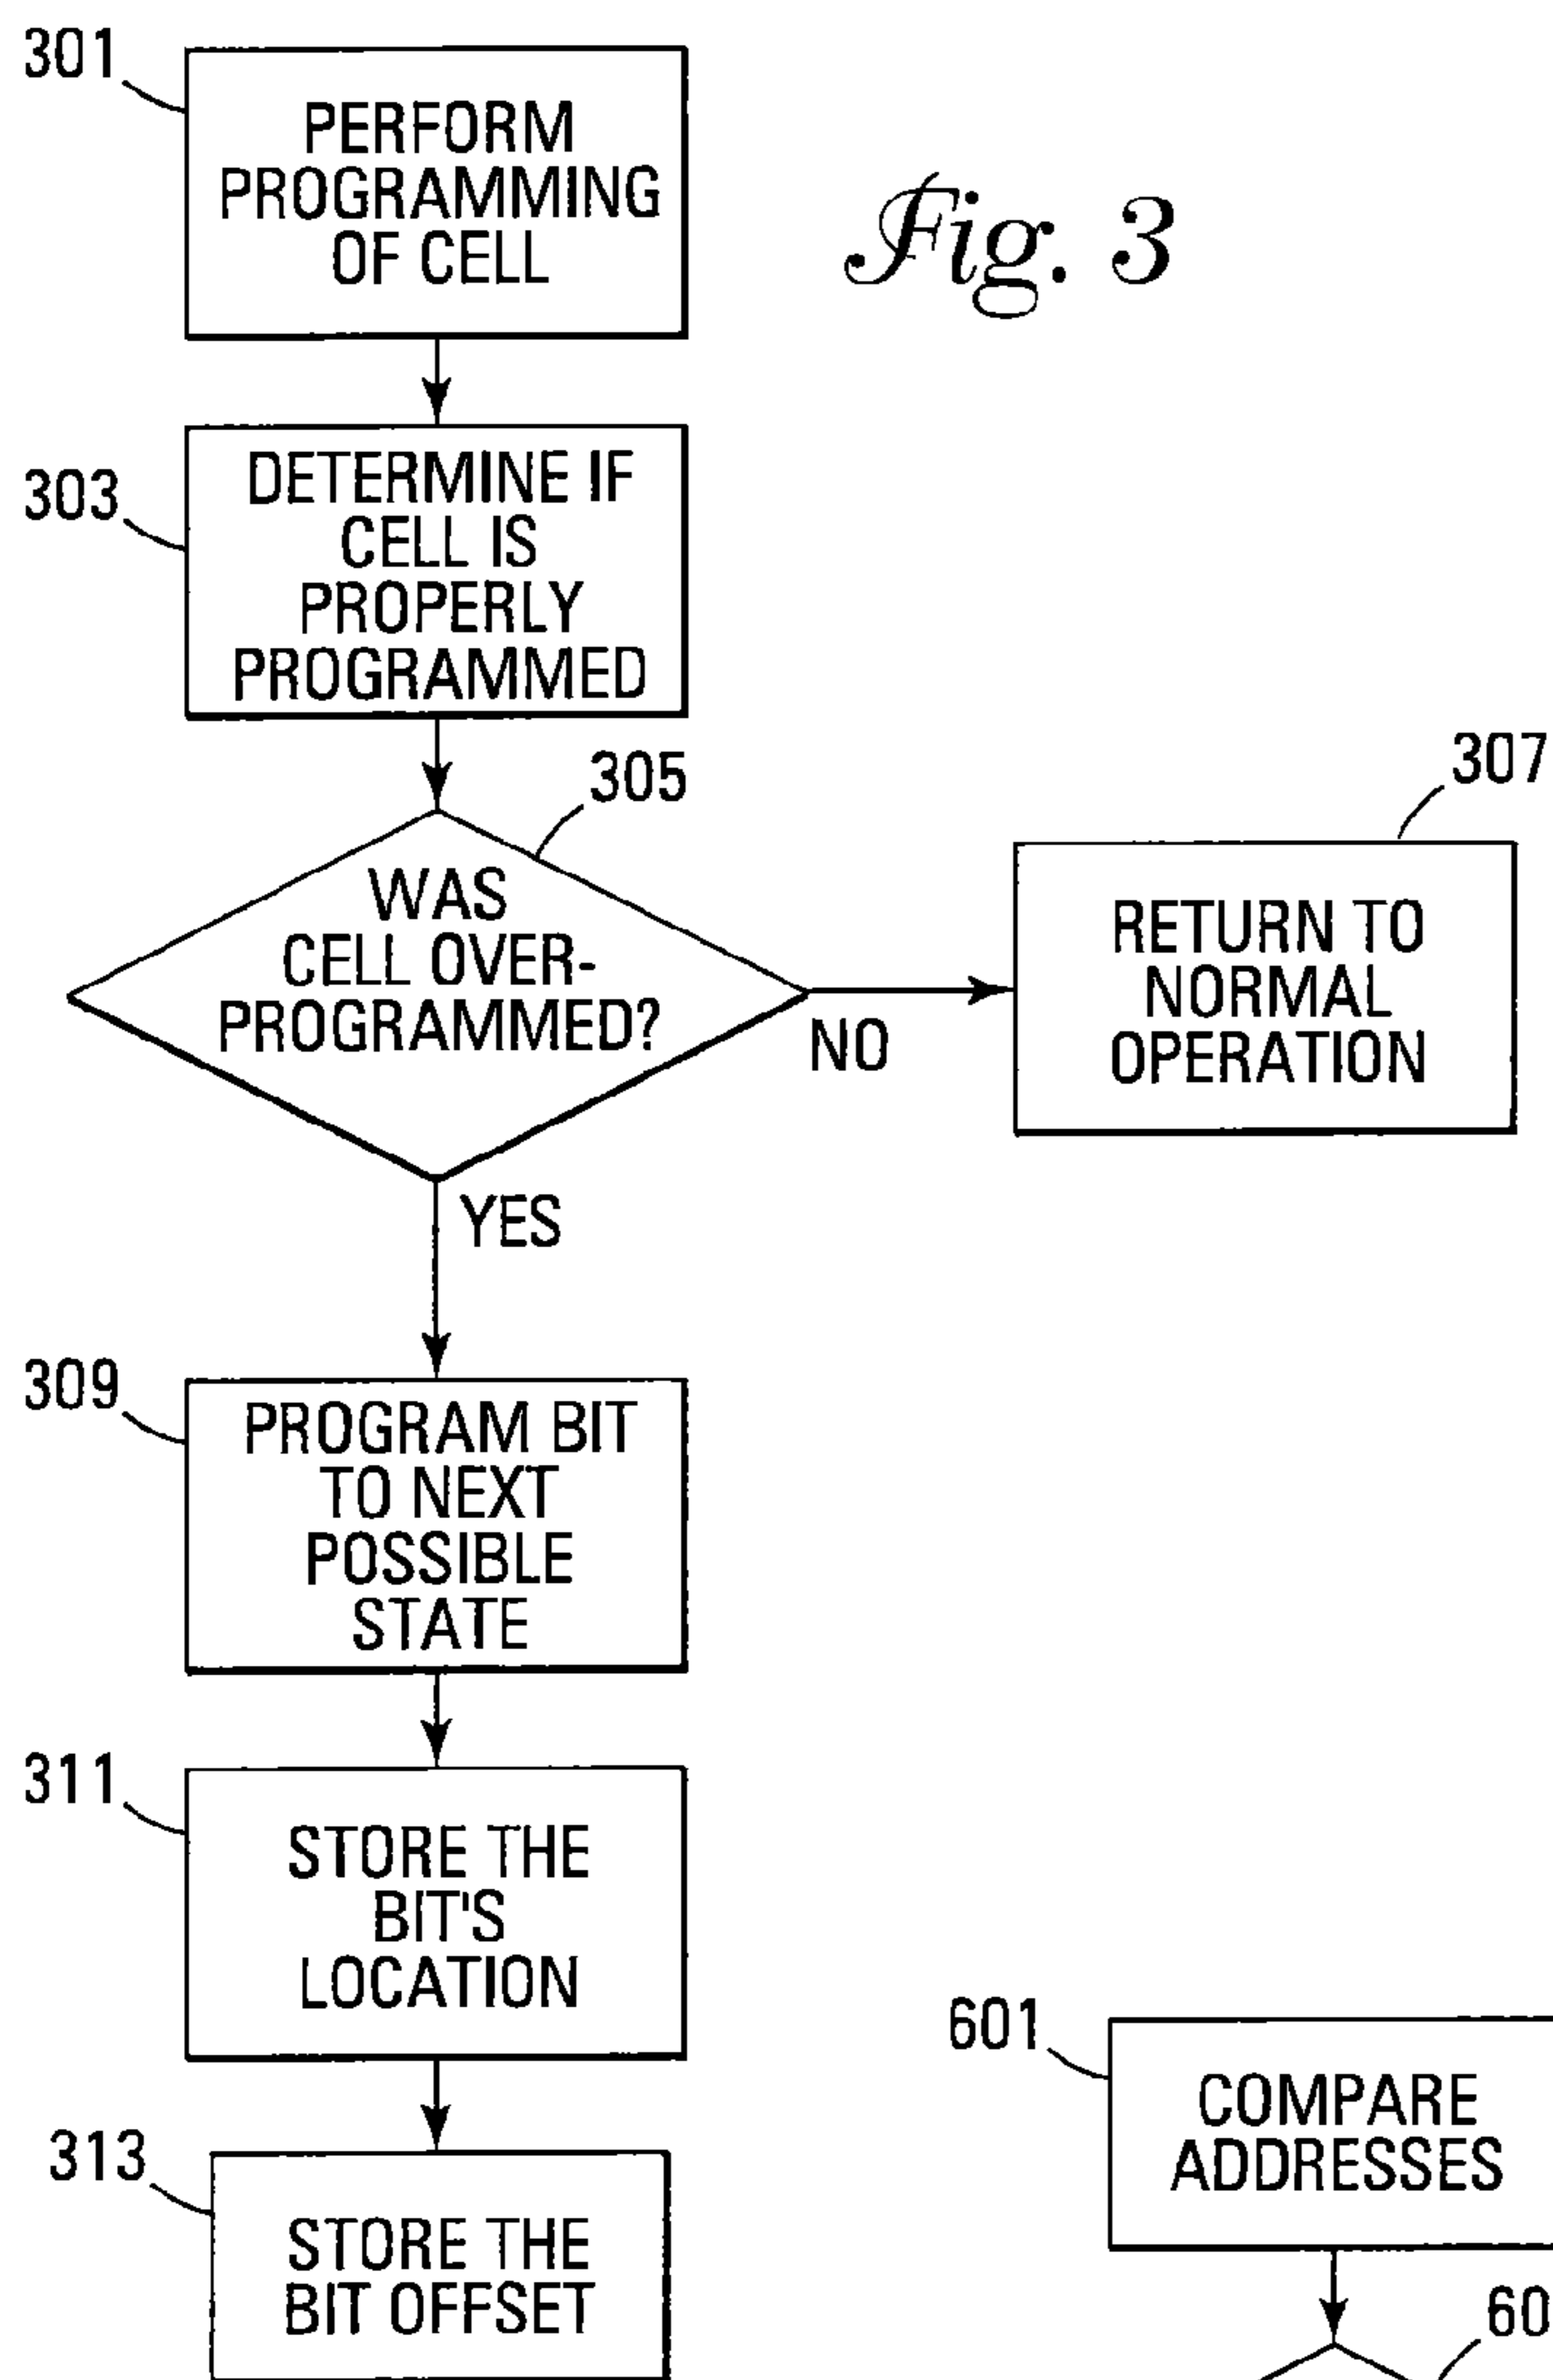 301
PERFORM
PROGRAMMING
OF CELL
Fig. 3
303
DETERMINE IF
CELL IS
PROPERLY
PROGRAMMED
305
WAS
CELL OVER-
PROGRAMMED?
NO
307
RETURN TO
NORMAL
OPERATION
YES
309
PROGRAM BIT
TO NEXT
POSSIBLE
STATE
311
STORE THE
BIT'S
LOCATION
313
STORE THE
BIT OFFSET
601
COMPARE
ADDRESSES